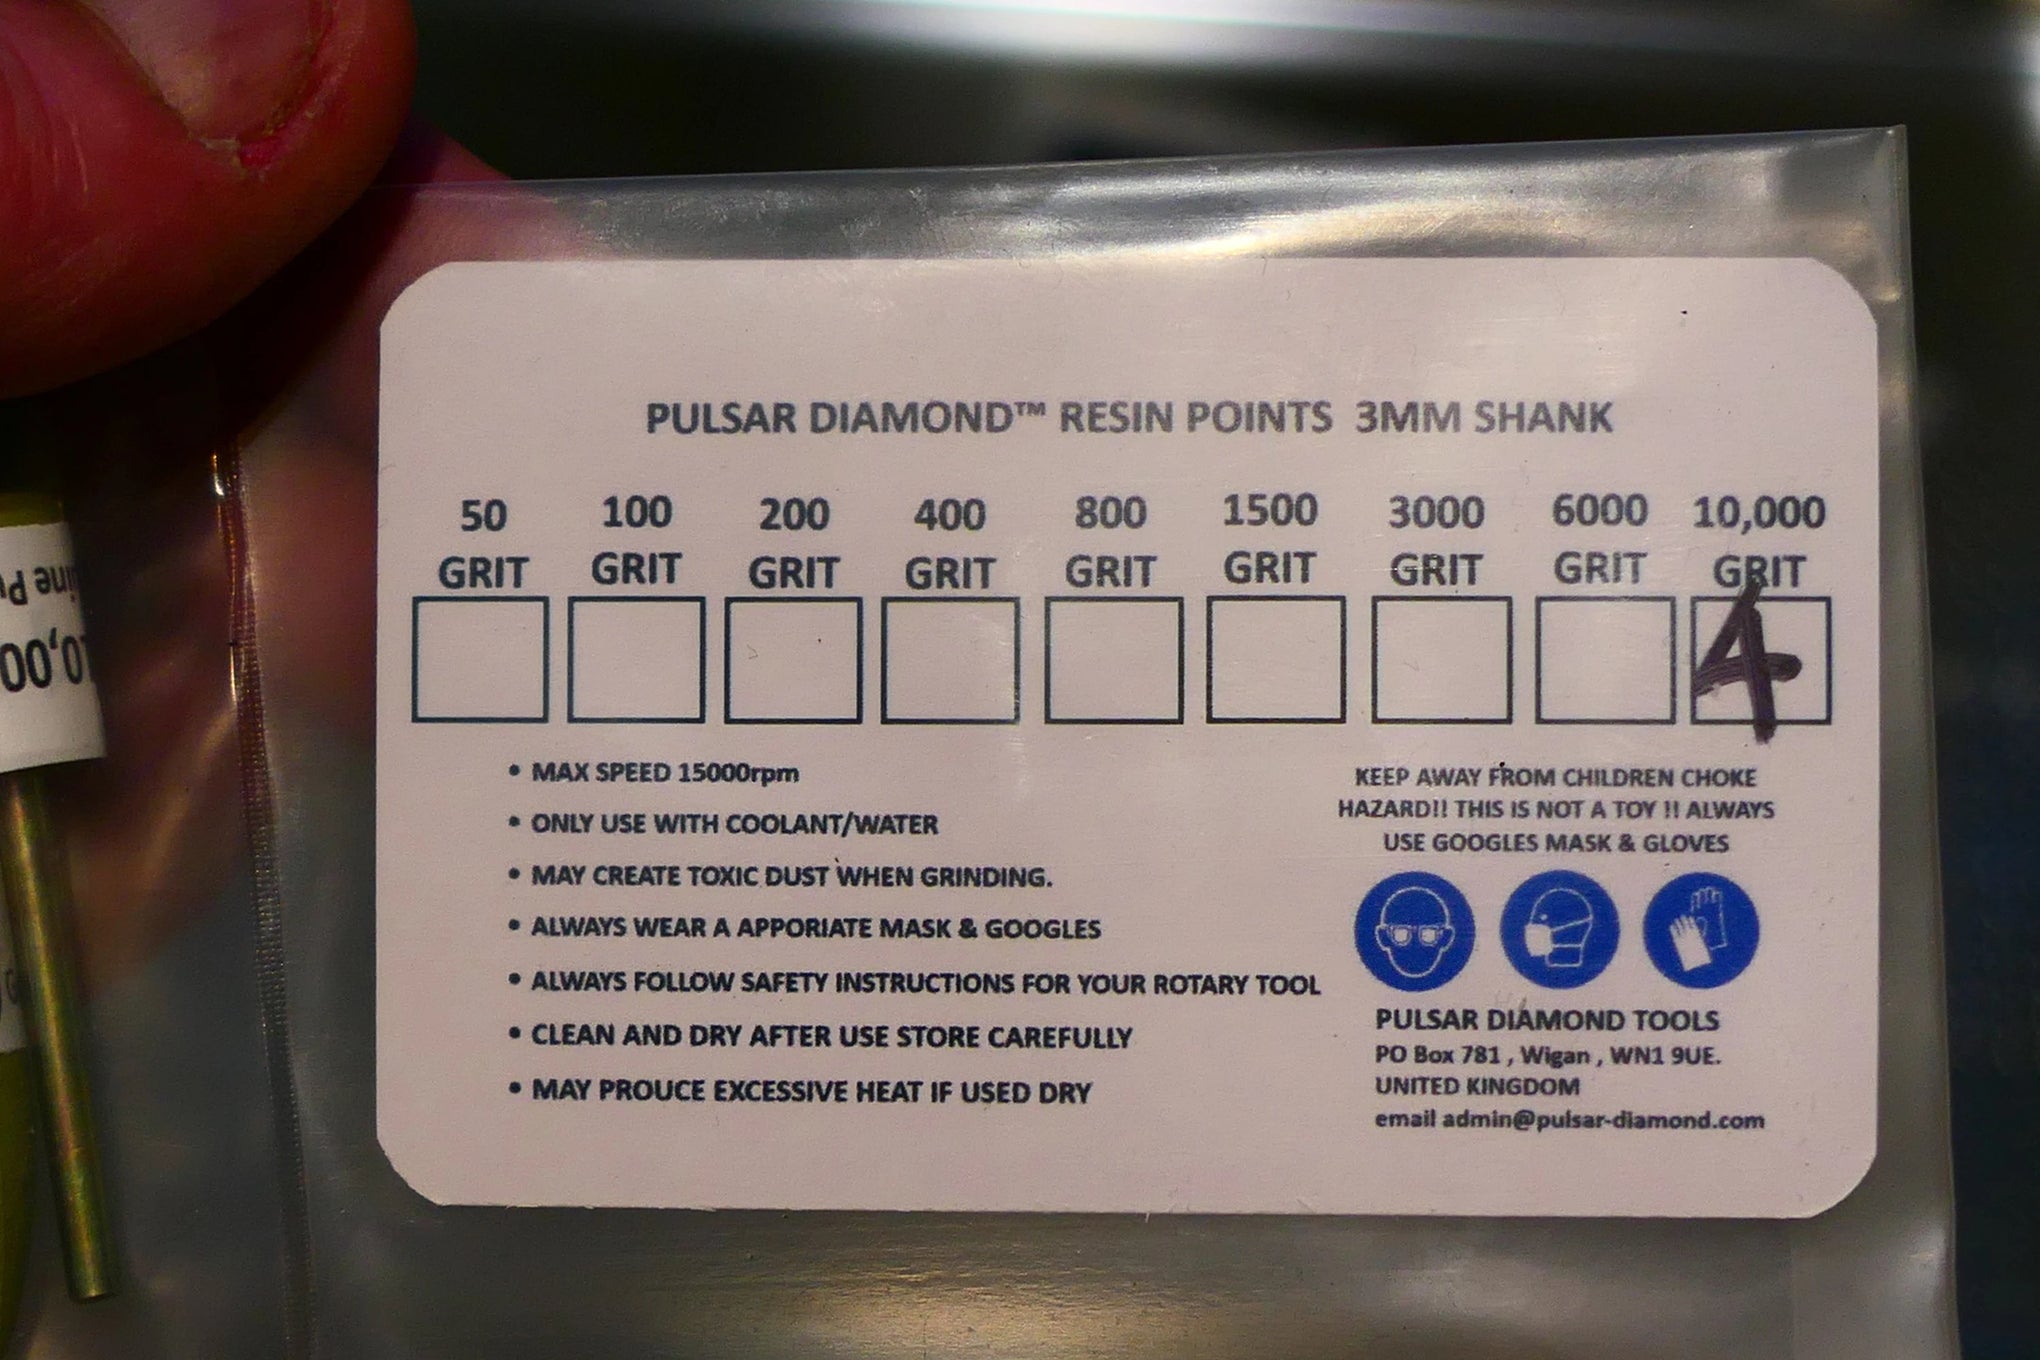 PULSAR DIAMOND™ RESIN POINTS 3MM SHANK
50 100 200 400 800 1500 3000 6000 10,000
GRIT GRIT GRIT GRIT GRIT GRIT GRIT GRIT GRIT
4
• MAX SPEED 15000rpm
• ONLY USE WITH COOLANT/WATER
• MAY CREATE TOXIC DUST WHEN GRINDING.
• ALWAYS WEAR A APPORIATE MASK & GOOGLES
• ALWAYS FOLLOW SAFETY INSTRUCTIONS FOR YOUR ROTARY TOOL
• CLEAN AND DRY AFTER USE STORE CAREFULLY
• MAY PROUCE EXCESSIVE HEAT IF USED DRY
KEEP AWAY FROM CHILDREN CHOKE
HAZARD!! THIS IS NOT A TOY !! ALWAYS
USE GOOGLES MASK & GLOVES
PULSAR DIAMOND TOOLS
PO Box 781 , Wigan , WN1 9UE.
UNITED KINGDOM
email admin@pulsar-diamond.com